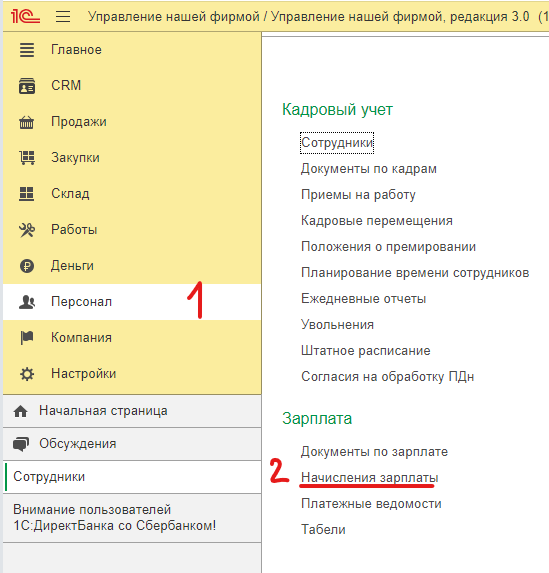 1С Управление нашей фирмой / Управление нашей фирмой, редакция 3.0 (1
Главное
CRM
Продажи
Закупки
Склад
Работы
Деньги
Персонал 1
Компания
Настройки
Начальная страница
Обсуждения
Сотрудники
Внимание пользователей
1С:ДиректБанка со Сбербанком!
Кадровый учет
Сотрудники
Документы по кадрам
Приемы на работу
Кадровые перемещения
Положения о премировании
Планирование времени сотрудников
Ежедневные отчеты
Увольнения
Штатное расписание
Согласия на обработку ПДн
Зарплата
Документы по зарплате
2 Начисления зарплаты
Платежные ведомости
Табели